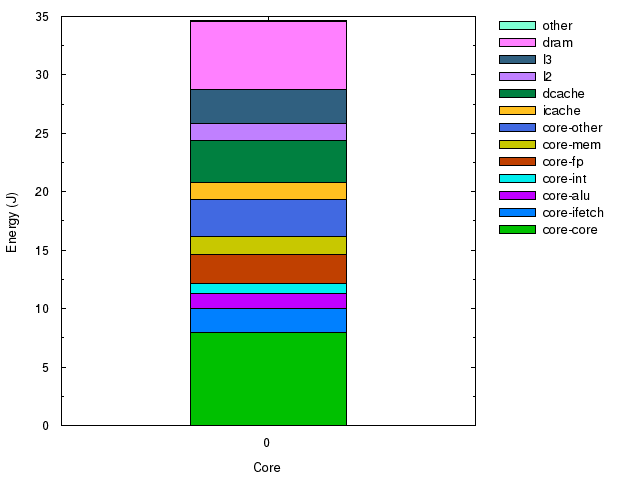 35
30
25
20
15
10
5
0
Energy (J)
0
Core
other
dram
l3
l2
dcache
icache
core-other
core-mem
core-fp
core-int
core-alu
core-ifetch
core-core